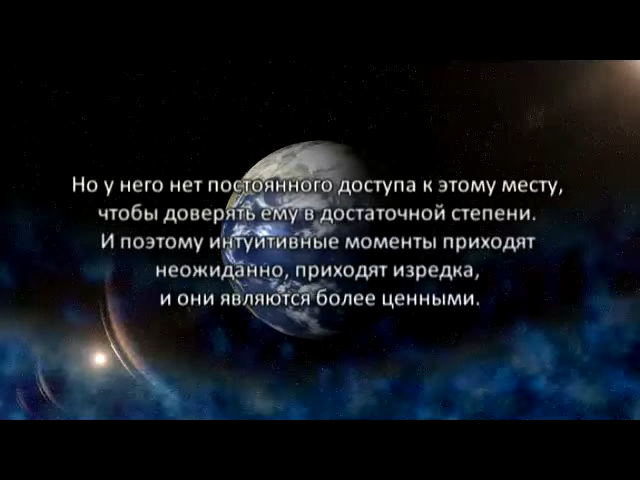 Но у него нет постоянного доступа к этому месту,
чтобы доверять ему в достаточной степени.
И поэтому интуитивные моменты приходят
неожиданно, приходят изредка,
и они являются более ценными.